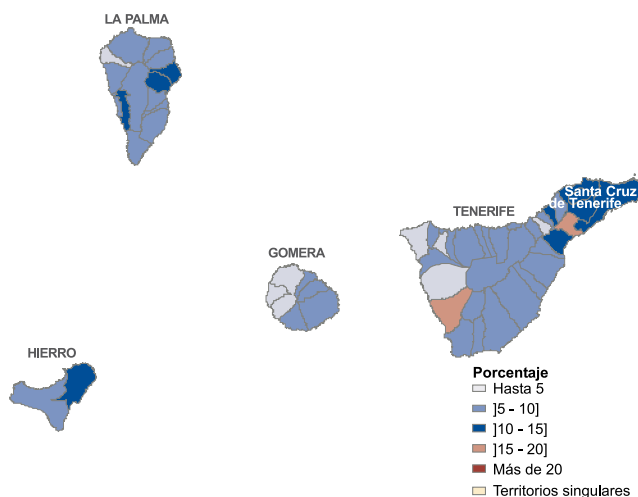 LA PALMA
Santa Cruz
de Tenerife
TENERIFE
GOMERA
HIERRO
Porcentaje
Hasta 5
]5 - 10]
]10 - 15]
]15 - 20]
Más de 20
Territorios singulares